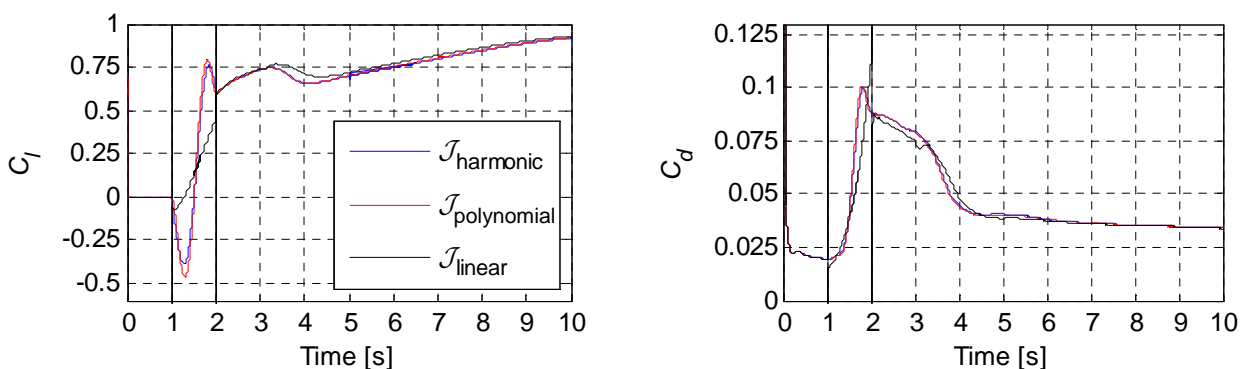 1
0.75
0.5
0.25
0
-0.25
-0.5
C_l
𝒥harmonic
𝒥polynomial
𝒥linear
0 1 2 3 4 5 6 7 8 9 10
Time [s]
0.125
0.1
0.075
0.05
0.025
0
C_d
0 1 2 3 4 5 6 7 8 9 10
Time [s]